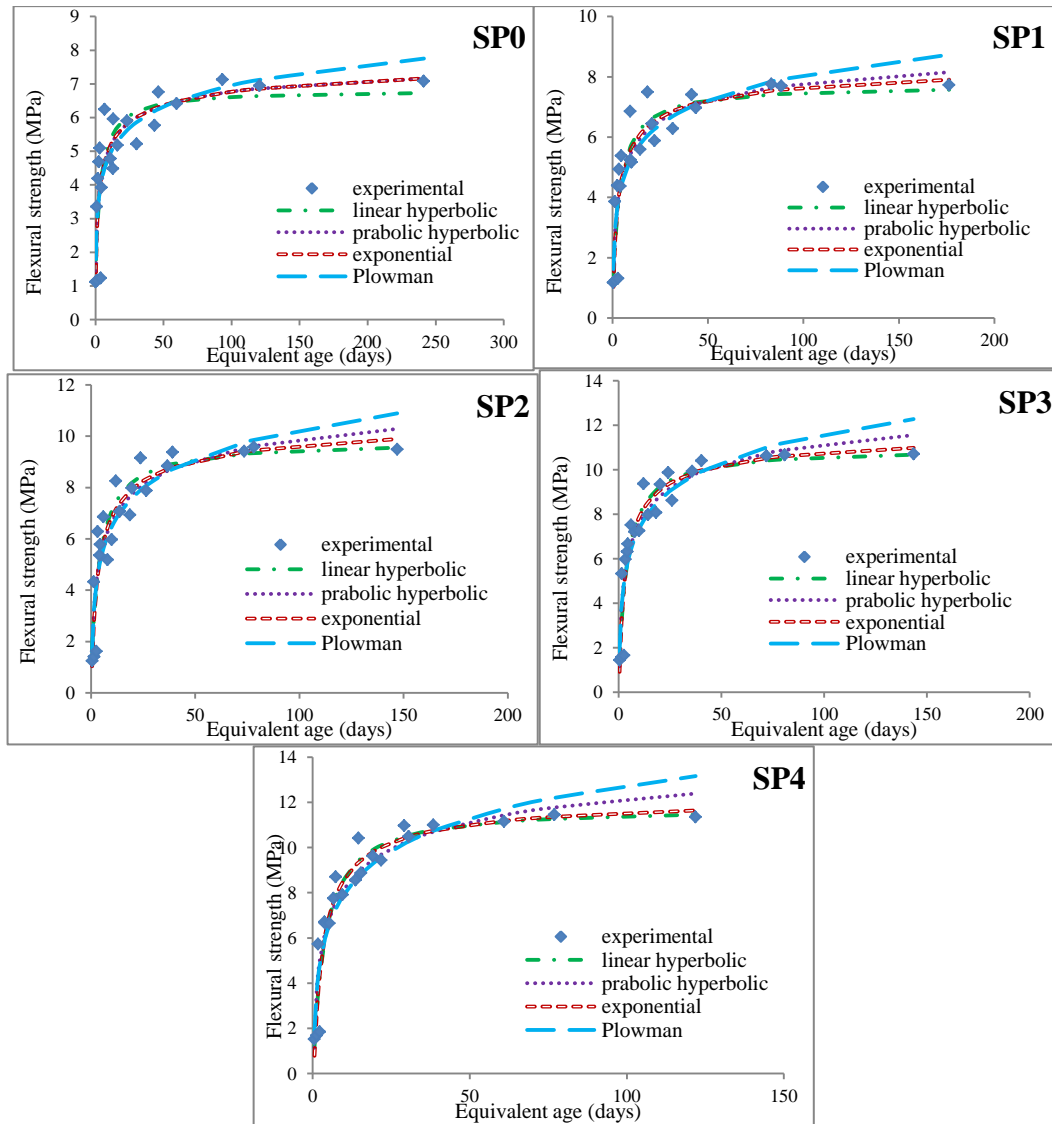 SP0
Flexural strength (MPa)
9
8
7
6
5
4
3
2
1
0
experimental
linear hyperbolic
prabolic hyperbolic
exponential
Plowman
0 50 100 150 200 250 300
Equivalent age (days)
SP1
Flexural strength (MPa)
10
8
6
4
2
0
experimental
linear hyperbolic
prabolic hyperbolic
exponential
Plowman
0 50 100 150 200
Equivalent age (days)
SP2
Flexural strength (MPa)
12
10
8
6
4
2
0
experimental
linear hyperbolic
prabolic hyperbolic
exponential
Plowman
0 50 100 150 200
Equivalent age (days)
SP3
Flexural strength (MPa)
14
12
10
8
6
4
2
0
experimental
linear hyperbolic
prabolic hyperbolic
exponential
Plowman
0 50 100 150 200
Equivalent age (days)
SP4
Flexural strength (MPa)
14
12
10
8
6
4
2
0
experimental
linear hyperbolic
prabolic hyperbolic
exponential
Plowman
0 50 100 150
Equivalent age (days)